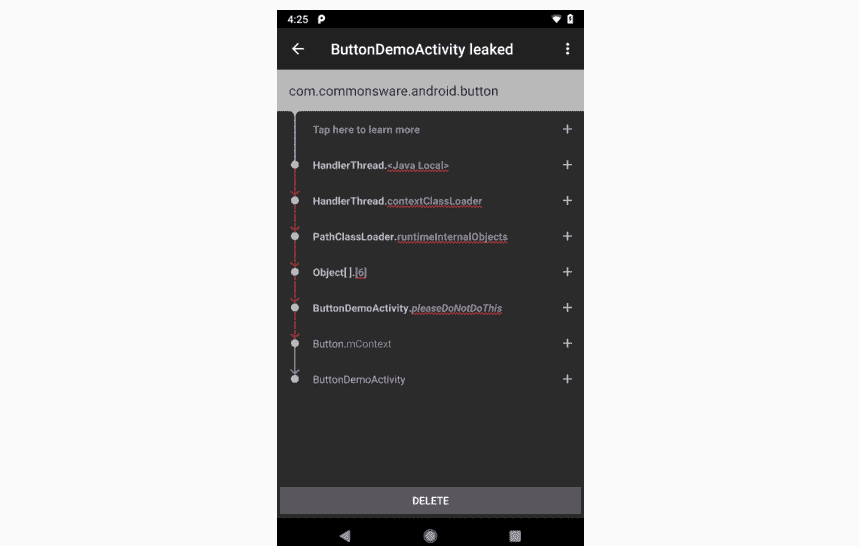 4:25
ButtonDemoActivity leaked
com.commonsware.android.button
Tap here to learn more
HandlerThread.<Java Local>
HandlerThread.contextClassLoader
PathClassLoader.runtimeInternalObjects
Object[].[6]
ButtonDemoActivity.pleaseDoNotDoThis
Button.mContext
ButtonDemoActivity
DELETE